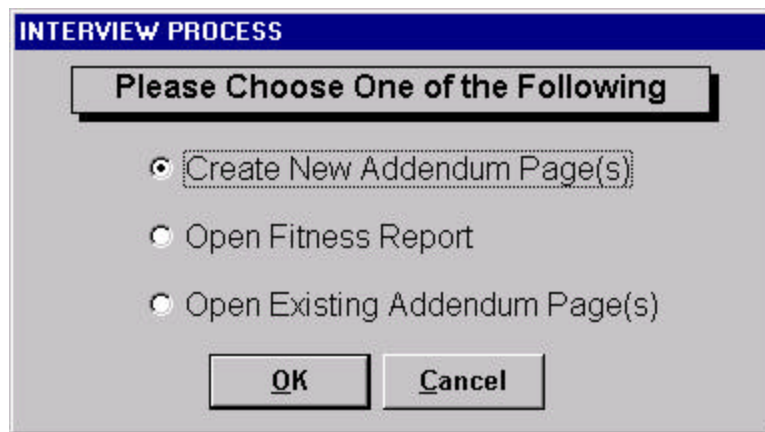 INTERVIEW PROCESS
Please Choose One of the Following
Create New Addendum Page(s)
Open Fitness Report
Open Existing Addendum Page(s)
OK Cancel